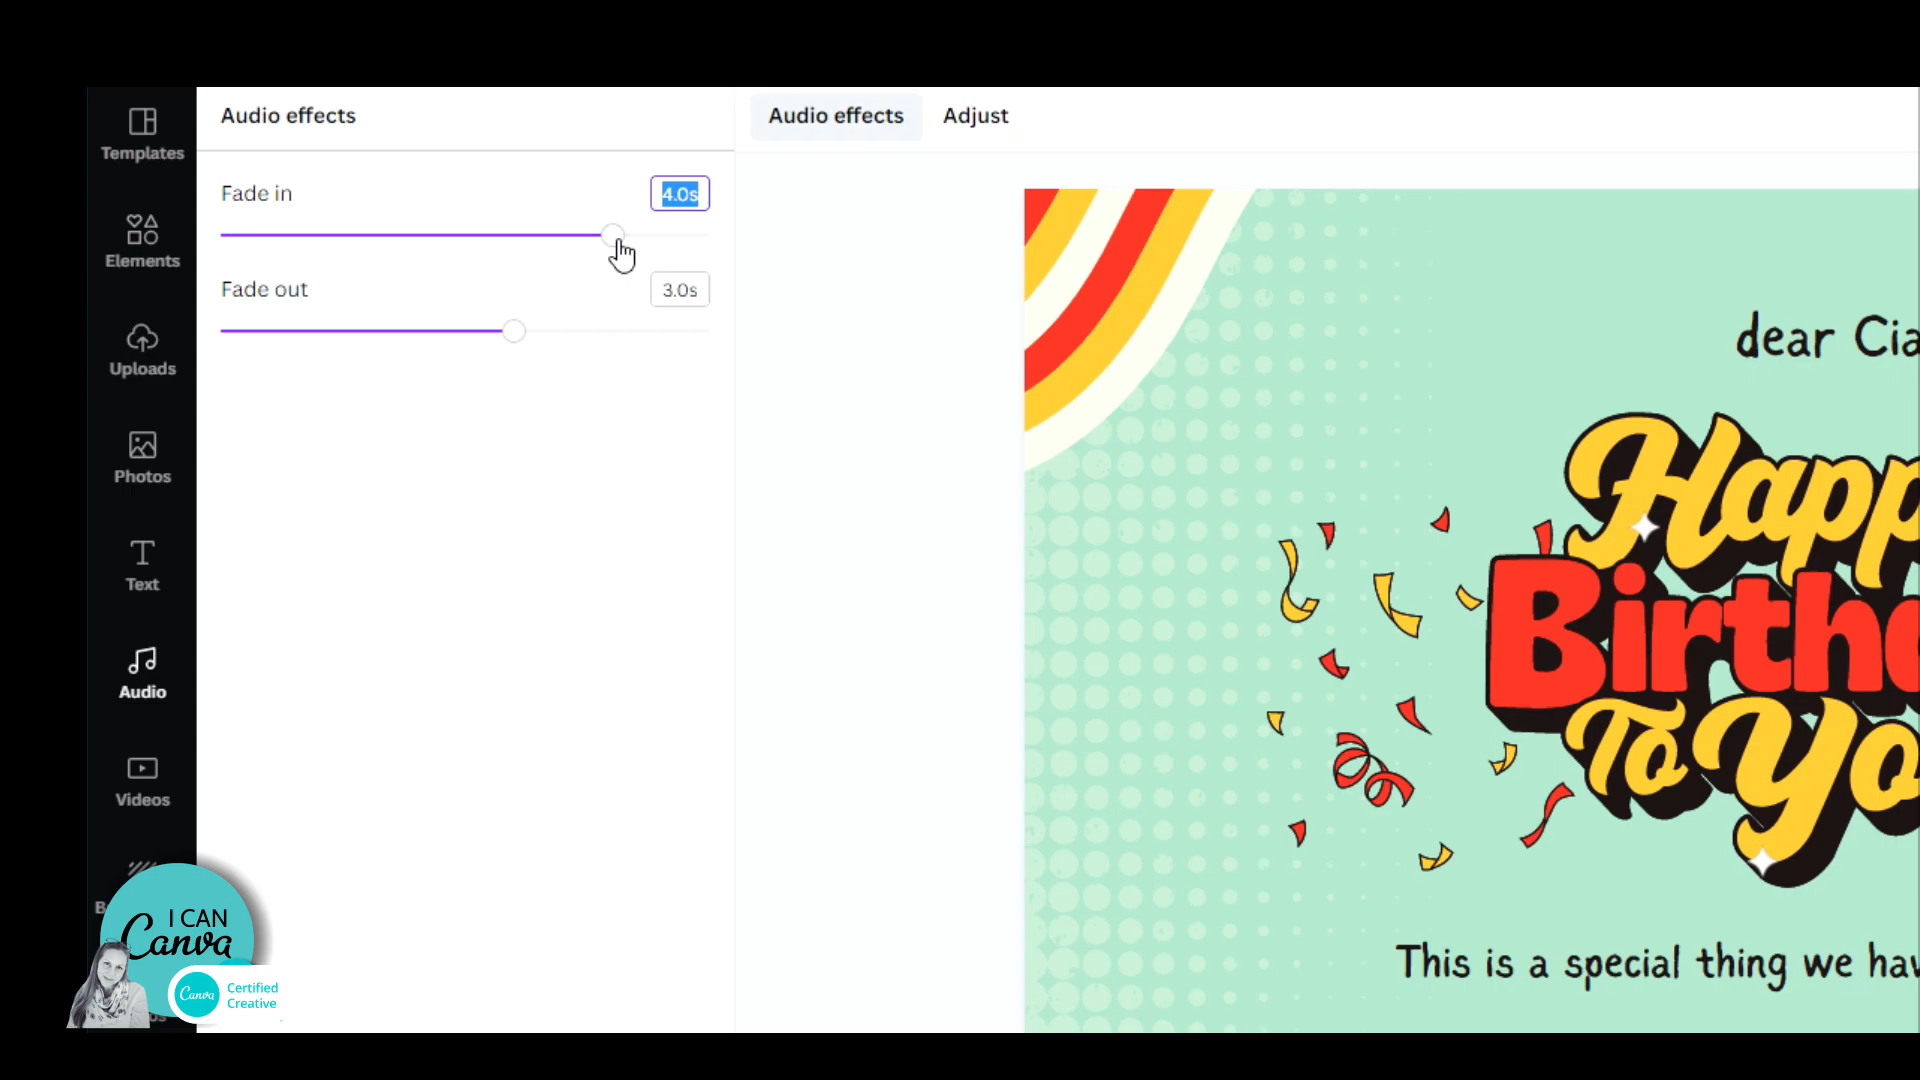 Audio effects
Audio effects
Adjust
Templates
Fade in
4.0s
Elements
Fade out
3.0s
Uploads
Photos
Text
Audio
Videos
dear Cia
Happ
Birthd
To Yo
This is a special thing we hav
I CAN
Canva
Canva
Certified
Creative